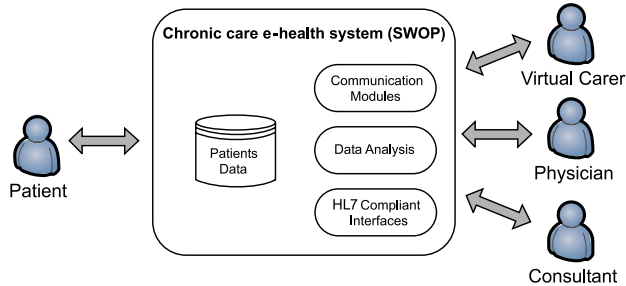 Chronic care e-health system (SWOP)
Communication
Modules
Patients
Data
Data Analysis
HL7 Compliant
Interfaces
Patient
Virtual Carer
Physician
Consultant